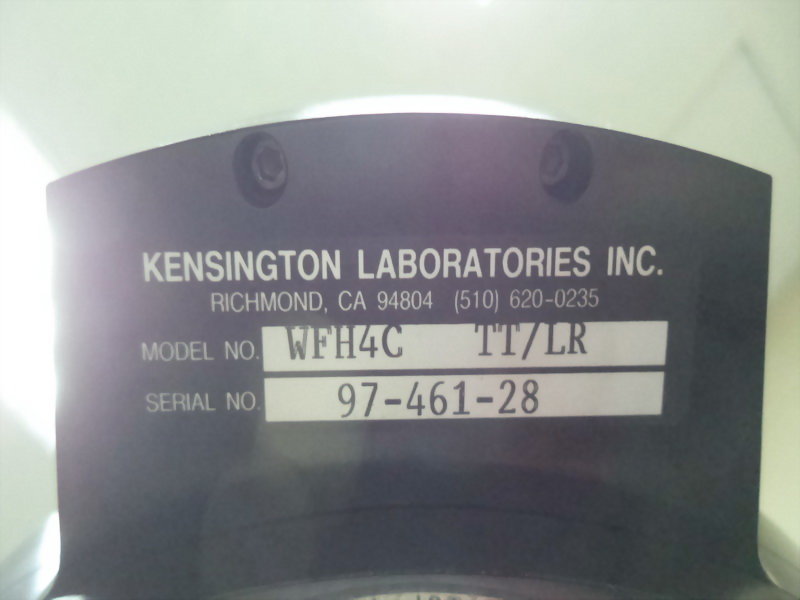 KENSINGTON LABORATORIES INC.
RICHMOND, CA 94804 (510) 620-0235
MODEL NO. WFH4C TT/LR
SERIAL NO. 97-461-28